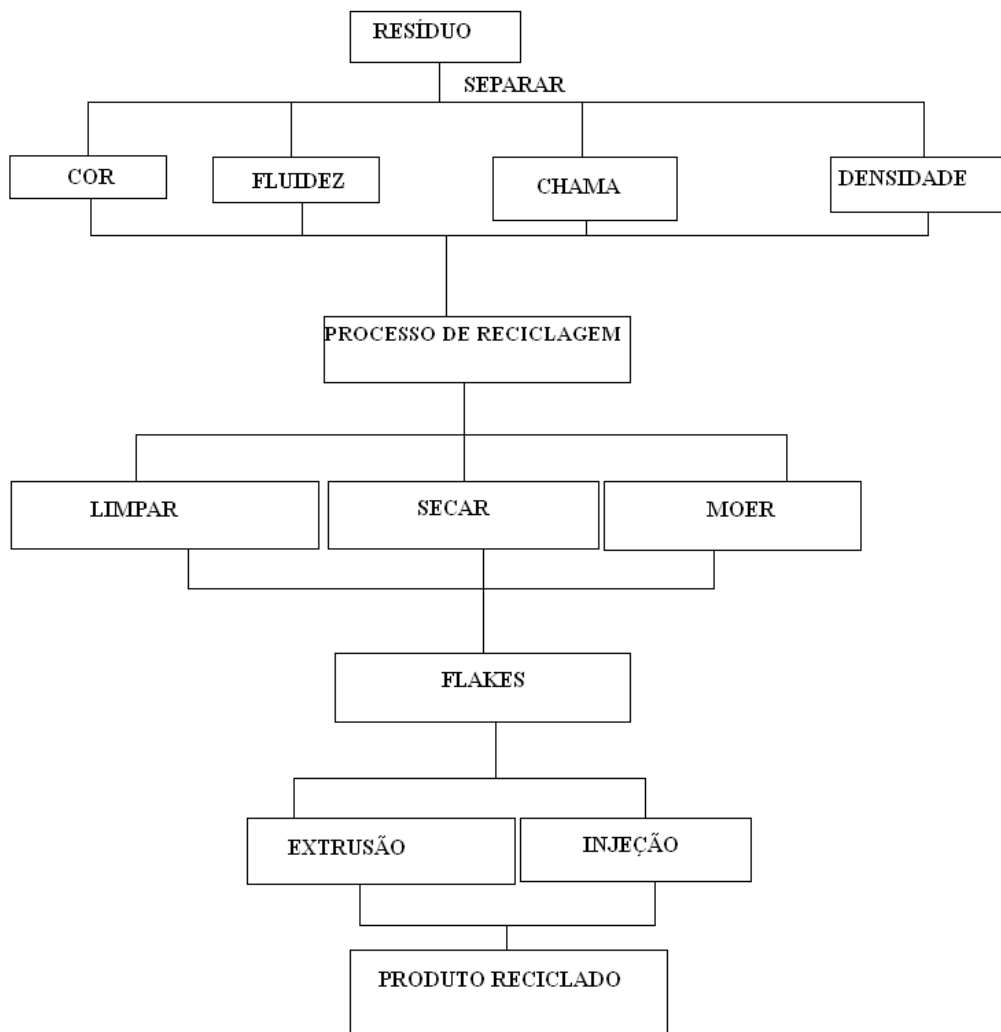 RESÍDUO
SEPARAR
COR
FLUIDEZ
CHAMA
DENSIDADE
PROCESSO DE RECICLAGEM
LIMPAR
SECAR
MOER
FLAKES
EXTRUSÃO
INJEÇÃO
PRODUTO RECICLADO